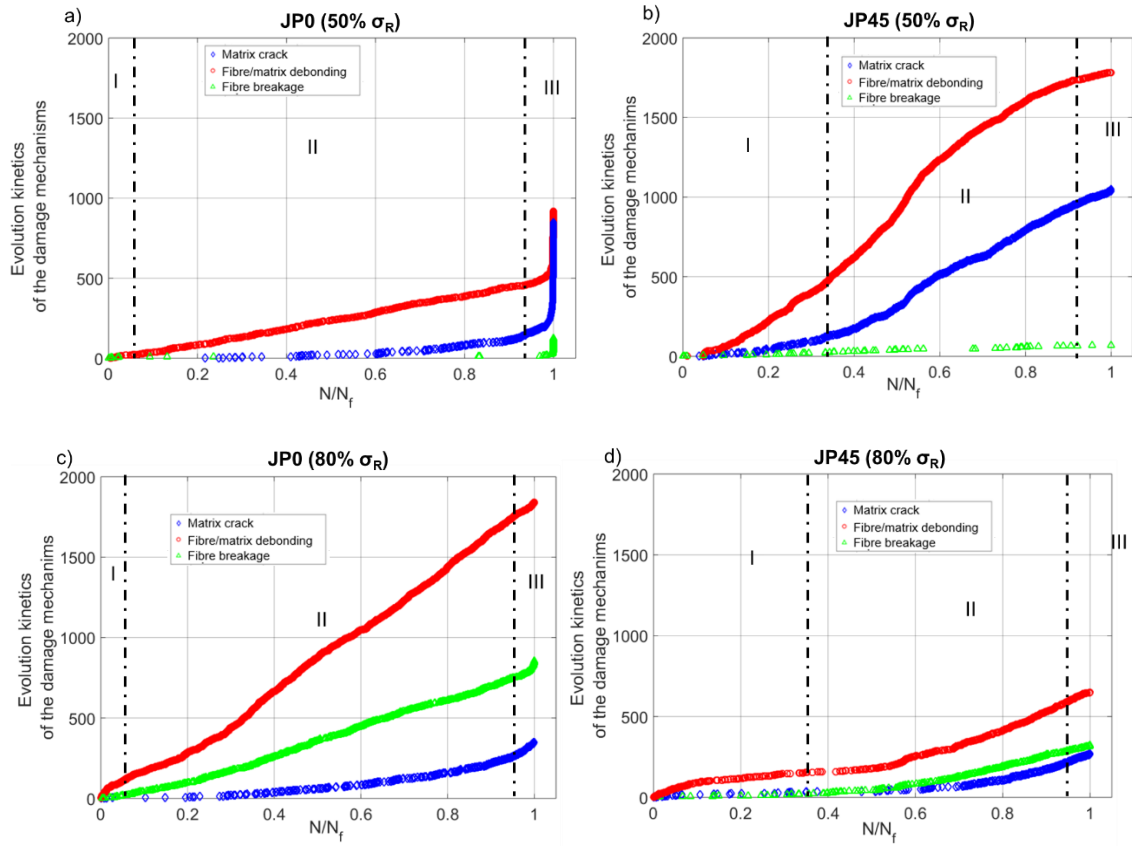 a)
JP0 (50% σR)
2000
1500
1000
500
0
Evolution kinetics
of the damage mechanisms
Matrix crack
Fibre/matrix debonding
Fibre breakage
I
II
III
0
0.2
0.4
0.6
0.8
1
N/Nf
b)
JP45 (50% σR)
2000
1500
1000
500
0
Evolution kinetics
of the damage mechanims
Matrix crack
Fibre/matrix debonding
Fibre breakage
I
II
III
0
0.2
0.4
0.6
0.8
1
N/Nf
c)
JP0 (80% σR)
2000
1500
1000
500
0
Evolution kinetics
of the damage mechanisms
Matrix crack
Fibre/matrix debonding
Fibre breakage
I
II
III
0
0.2
0.4
0.6
0.8
1
N/Nf
d)
JP45 (80% σR)
2000
1500
1000
500
0
Evolution kinetics
of the damage mechanims
Matrix crack
Fibre/matrix debonding
Fibre breakage
I
II
III
0
0.2
0.4
0.6
0.8
1
N/Nf